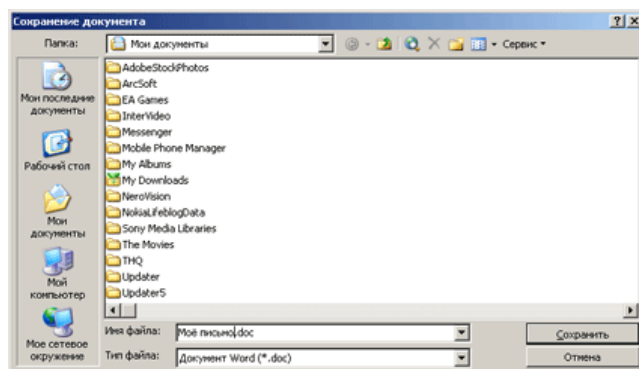 Сохранение документа
Папка:
Мои документы
Сервис
Мои последние документы
Рабочий стол
Мои документы
Мой компьютер
Мое сетевое окружение
AdobeStockPhotos
ArcSoft
EA Games
InterVideo
Messenger
Mobile Phone Manager
My Albums
My Downloads
NeroVision
NokiaLifeblogData
Sony Media Libraries
The Movies
THQ
Updater
Updater5
Имя файла:
Моё письмо.doc
Сохранить
Тип файла:
Документ Word (*.doc)
Отмена